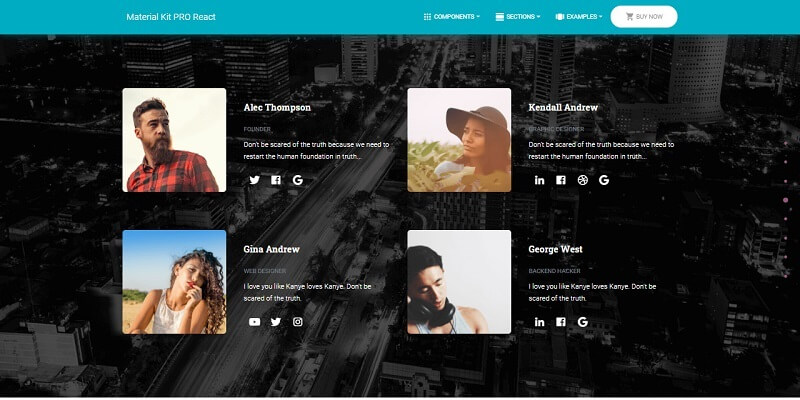 Material Kit PRO React
COMPONENTS
SECTIONS
EXAMPLES
BUY NOW
Alec Thompson
FOUNDER
Don't be scared of the truth because we need to
restart the human foundation in truth...
Kendall Andrew
GRAPHIC DESIGNER
Don't be scared of the truth because we need to
restart the human foundation in truth...
Gina Andrew
WEB DESIGNER
I love you like Kanye loves Kanye. Don't be
scared of the truth.
George West
BACKEND HACKER
I love you like Kanye loves Kanye. Don't be
scared of the truth.